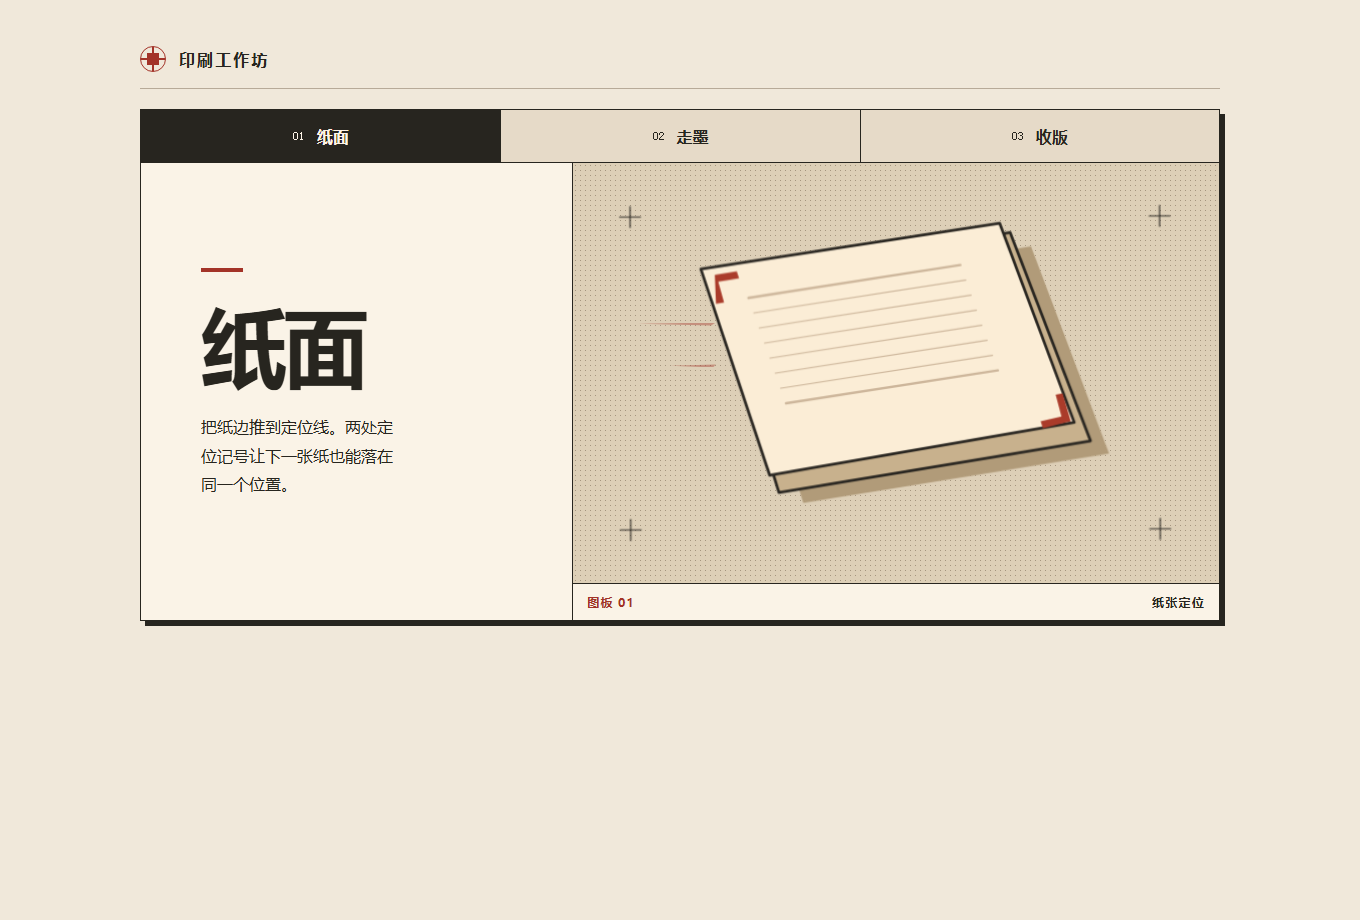 印刷工作坊
01 纸面
02 走墨
03 收版
纸面
把纸边推到定位线。两处定
位记号让下一张纸也能落在
同一个位置。
图板 01
纸张定位